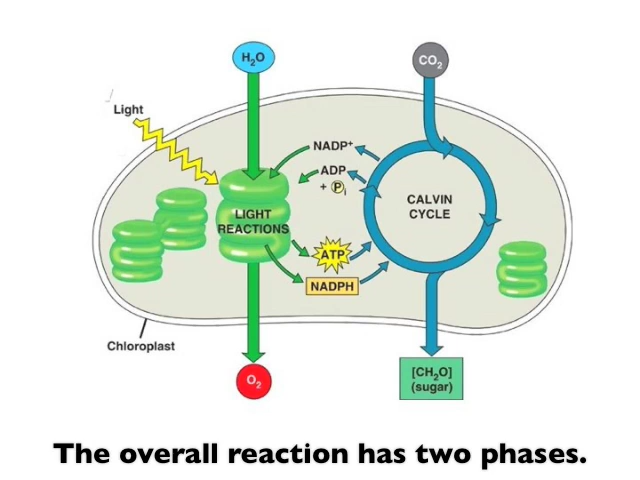 H₂O
CO₂
Light
NADP⁺
ADP
+ Pᵢ
LIGHT
REACTIONS
CALVIN
CYCLE
ATP
NADPH
Chloroplast
O₂
[CH₂O]
(sugar)
The overall reaction has two phases.